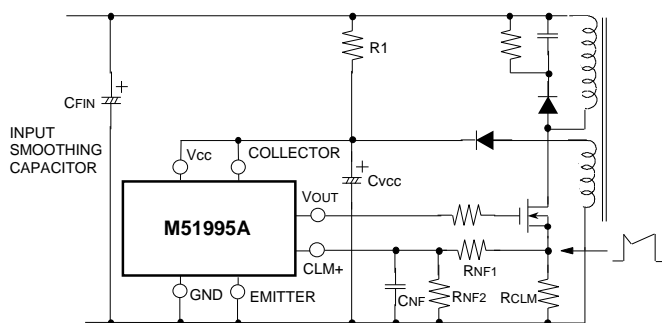 R1
CFIN
INPUT
SMOOTHING
CAPACITOR
Vcc
COLLECTOR
CVCC
VOUT
M51995A
CLM+
RNF1
GND
EMITTER
CNF
RNF2
RCLM